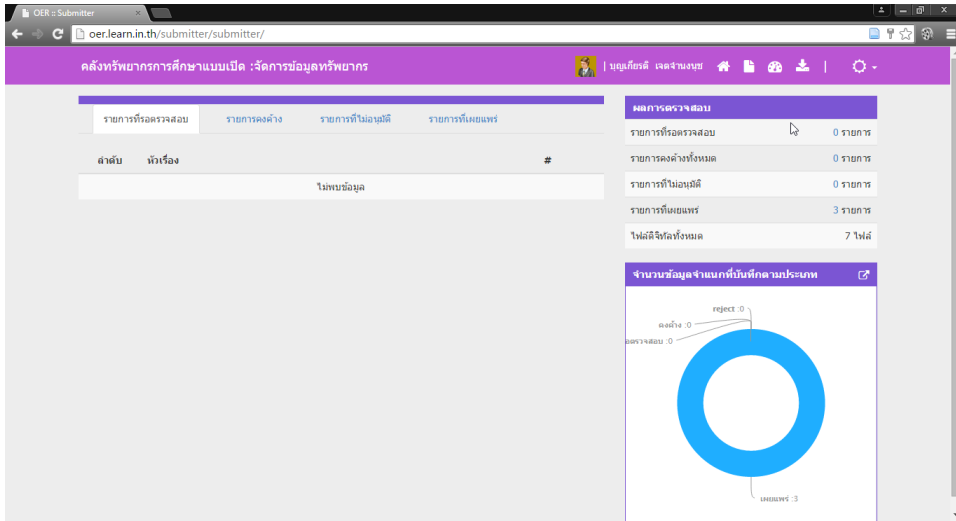 OER :: Submitter
oer.learn.in.th/submitter/submitter/
คลังทรัพยากรการศึกษาแบบเปิด :จัดการข้อมูลทรัพยากร
| บุญเกียรติ เจตจำนงนุช |
รายการที่รอตรวจสอบ รายการคงค้าง รายการที่ไม่อนุมัติ รายการที่เผยแพร่
ลำดับ หัวเรื่อง #
ไม่พบข้อมูล
ผลการตรวจสอบ
รายการที่รอตรวจสอบ 0 รายการ
รายการคงค้างทั้งหมด 0 รายการ
รายการที่ไม่อนุมัติ 0 รายการ
รายการที่เผยแพร่ 3 รายการ
ไฟล์ดิจิทัลทั้งหมด 7 ไฟล์
จำนวนข้อมูลจำแนกที่บันทึกตามประเภท
reject :0
คงค้าง :0
อตรวจสอบ :0
เผยแพร่ :3